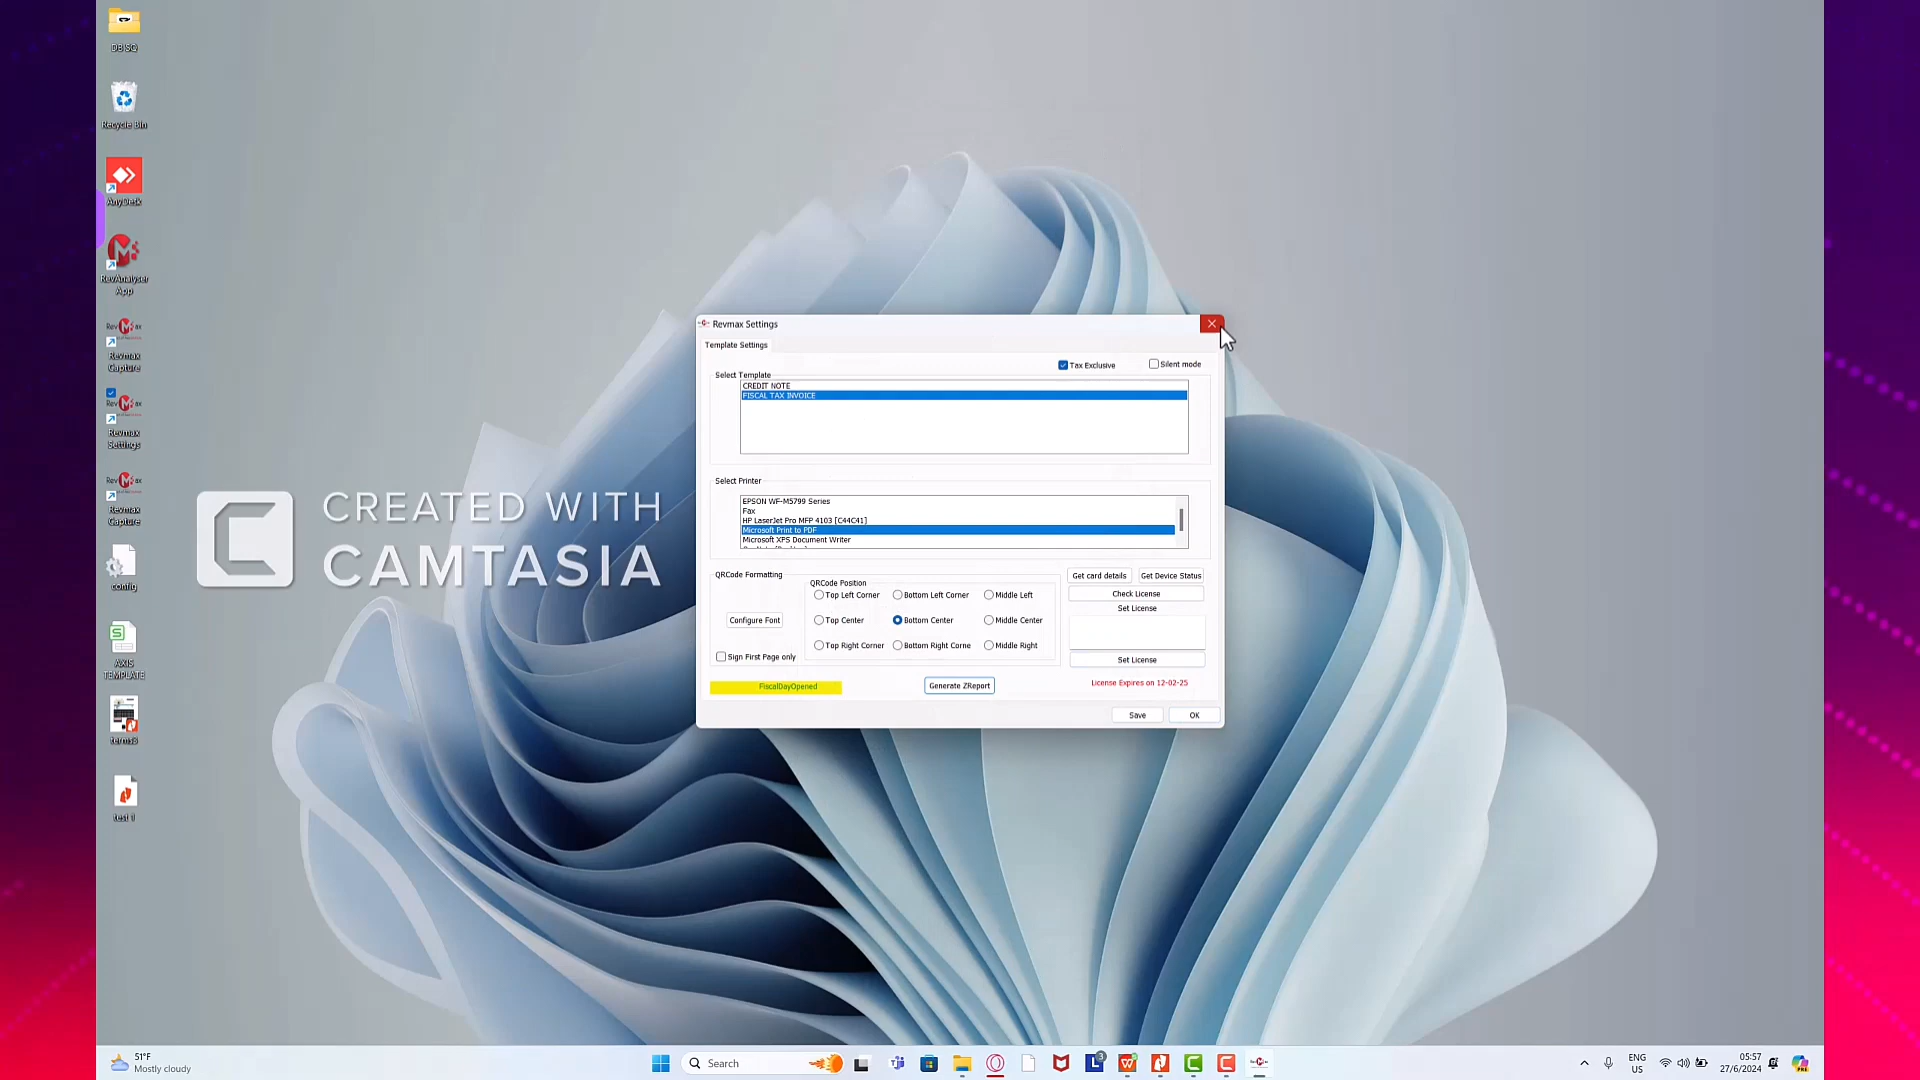 DB SQ
Recycle Bin
AnyDesk
RevAnalyser
App
Revmax
Capture
Revmax
Settings
Revmax
Capture
config
AXIS
TEMPLATE
terms3
test 1
CREATED WITH
CAMTASIA
Revmax Settings
Template Settings
Tax Exclusive
Silent mode
Select Template
CREDIT NOTE
FISCAL TAX INVOICE
Select Printer
EPSON WF-M5799 Series
Fax
HP LaserJet Pro MFP 4103 [C44C41]
Microsoft Print to PDF
Microsoft XPS Document Writer
QRCode Formatting
QRCode Position
Top Left Corner
Bottom Left Corner
Middle Left
Configure Font
Top Center
Bottom Center
Middle Center
Top Right Corner
Bottom Right Corne
Middle Right
Sign First Page only
Get card details
Get Device Status
Check License
Set License
Set License
FiscalDayOpened
Generate ZReport
License Expires on 12-02-25
Save
OK
51°F
Mostly cloudy
Search
ENG
US
05:57
27/6/2024